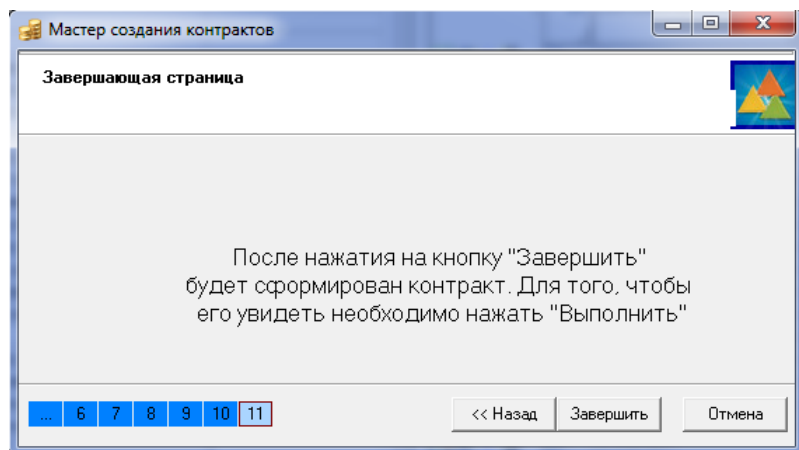 Мастер создания контрактов
Завершающая страница
После нажатия на кнопку "Завершить"
будет сформирован контракт. Для того, чтобы
его увидеть необходимо нажать "Выполнить"
... 6 7 8 9 10 11 << Назад Завершить Отмена